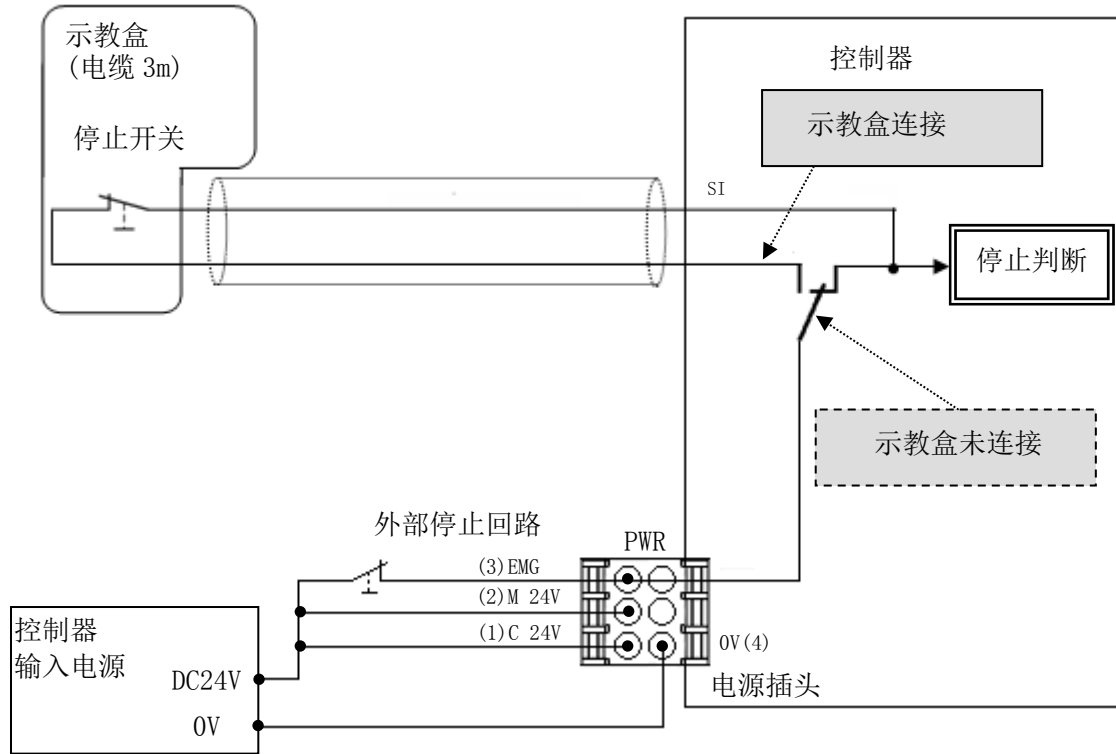 示教盒
(电缆 3m)
停止开关
控制器
示教盒连接
SI
停止判断
示教盒未连接
外部停止回路
PWR
(3)EMG
(2)M 24V
(1)C 24V
0V(4)
电源插头
控制器
输入电源
DC24V
0V